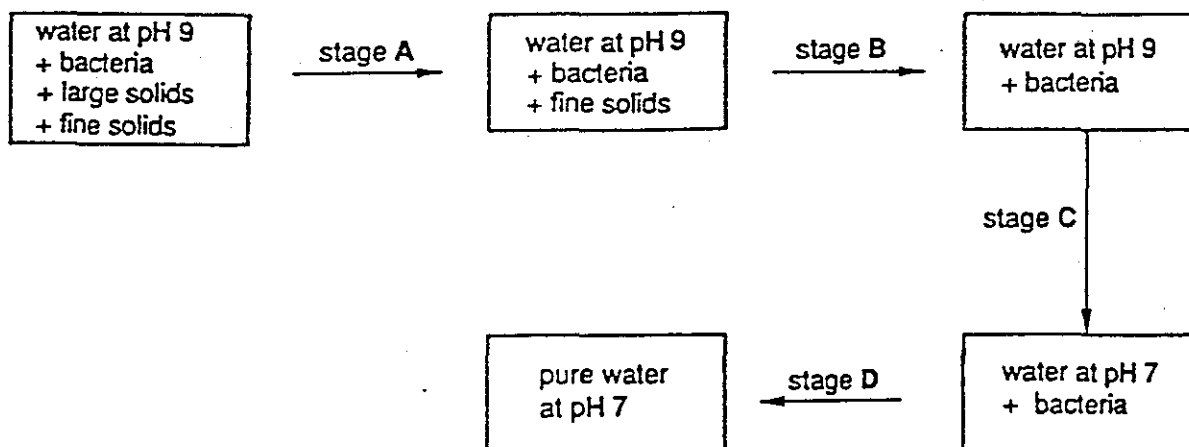 water at pH 9
+ bacteria
+ large solids
+ fine solids
stage A
water at pH 9
+ bacteria
+ fine solids
stage B
water at pH 9
+ bacteria
stage C
water at pH 7
+ bacteria
stage D
pure water
at pH 7